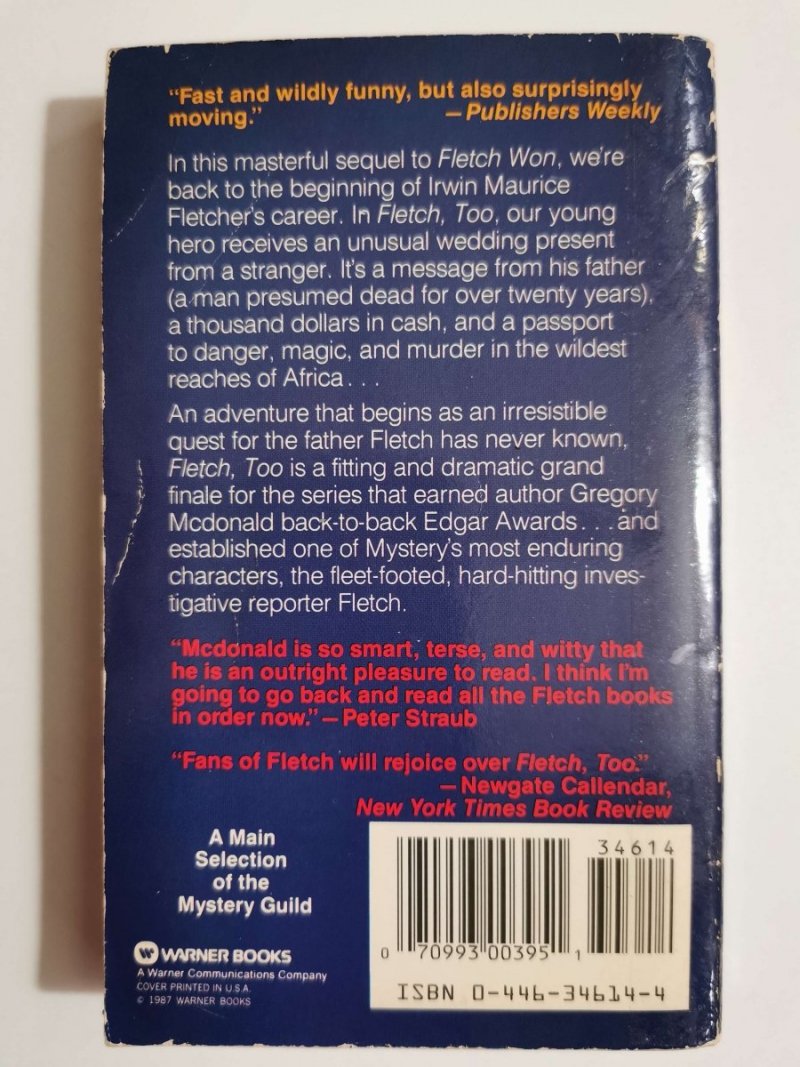 “Fast and wildly funny, but also surprisingly
moving.” —Publishers Weekly
In this masterful sequel to Fletch Won, we’re
back to the beginning of Irwin Maurice
Fletcher’s career. In Fletch, Too, our young
hero receives an unusual wedding present
from a stranger. It’s a message from his father
(a man presumed dead for over twenty years),
a thousand dollars in cash, and a passport
to danger, magic, and murder in the wildest
reaches of Africa . . .
An adventure that begins as an irresistible
quest for the father Fletch has never known,
Fletch, Too is a fitting and dramatic grand
finale for the series that earned author Gregory
Mcdonald back-to-back Edgar Awards . . . and
established one of Mystery’s most enduring
characters, the fleet-footed, hard-hitting inves-
tigative reporter Fletch.
“Mcdonald is so smart, terse, and witty that
he is an outright pleasure to read. I think I’m
going to go back and read all the Fletch books
in order now.” —Peter Straub
“Fans of Fletch will rejoice over Fletch, Too.”
—Newgate Callendar,
New York Times Book Review
A Main
Selection
of the
Mystery Guild
W WARNER BOOKS
A Warner Communications Company
COVER PRINTED IN U.S.A.
© 1987 WARNER BOOKS
34614
0 70993 00395 1
ISBN 0-446-34614-4